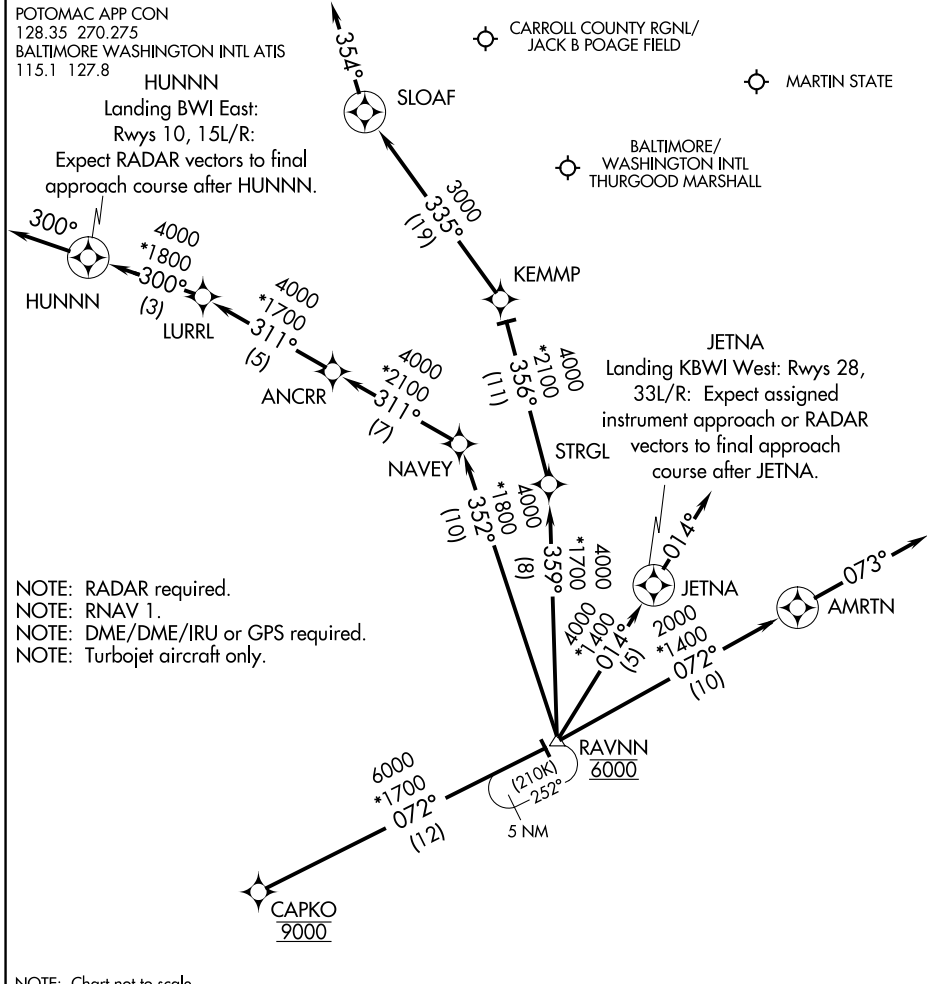 POTOMAC APP CON
128.35 270.275
BALTIMORE WASHINGTON INTL ATIS
115.1 127.8
HUNNN
Landing BWI East:
Rwys 10, 15L/R:
Expect RADAR vectors to final
approach course after HUNNN.
354°
SLOAF
CARROLL COUNTY RGNL/
JACK B POAGE FIELD
MARTIN STATE
BALTIMORE/
WASHINGTON INTL
THURGOOD MARSHALL
3000
335°
(19)
KEMMP
300°
HUNNN
4000
*1800
300°
(3)
LURRL
4000
*1700
311°
(5)
ANCRR
4000
*2100
311°
(7)
NAVEY
4000
*2100
356°
(11)
STRGL
JETNA
Landing KBWI West: Rwys 28,
33L/R: Expect assigned
instrument approach or RADAR
vectors to final approach
course after JETNA.
4000
*1800
352°
(10)
4000
*1700
359°
(8)
014°
JETNA
4000
*1400
014°
(5)
073°
AMRTN
2000
*1400
072°
(10)
NOTE: RADAR required.
NOTE: RNAV 1.
NOTE: DME/DME/IRU or GPS required.
NOTE: Turbojet aircraft only.
RAVNN
6000
(210K)
252°
5 NM
6000
*1700
072°
(12)
CAPKO
9000
NOTE: Chart not to scale.